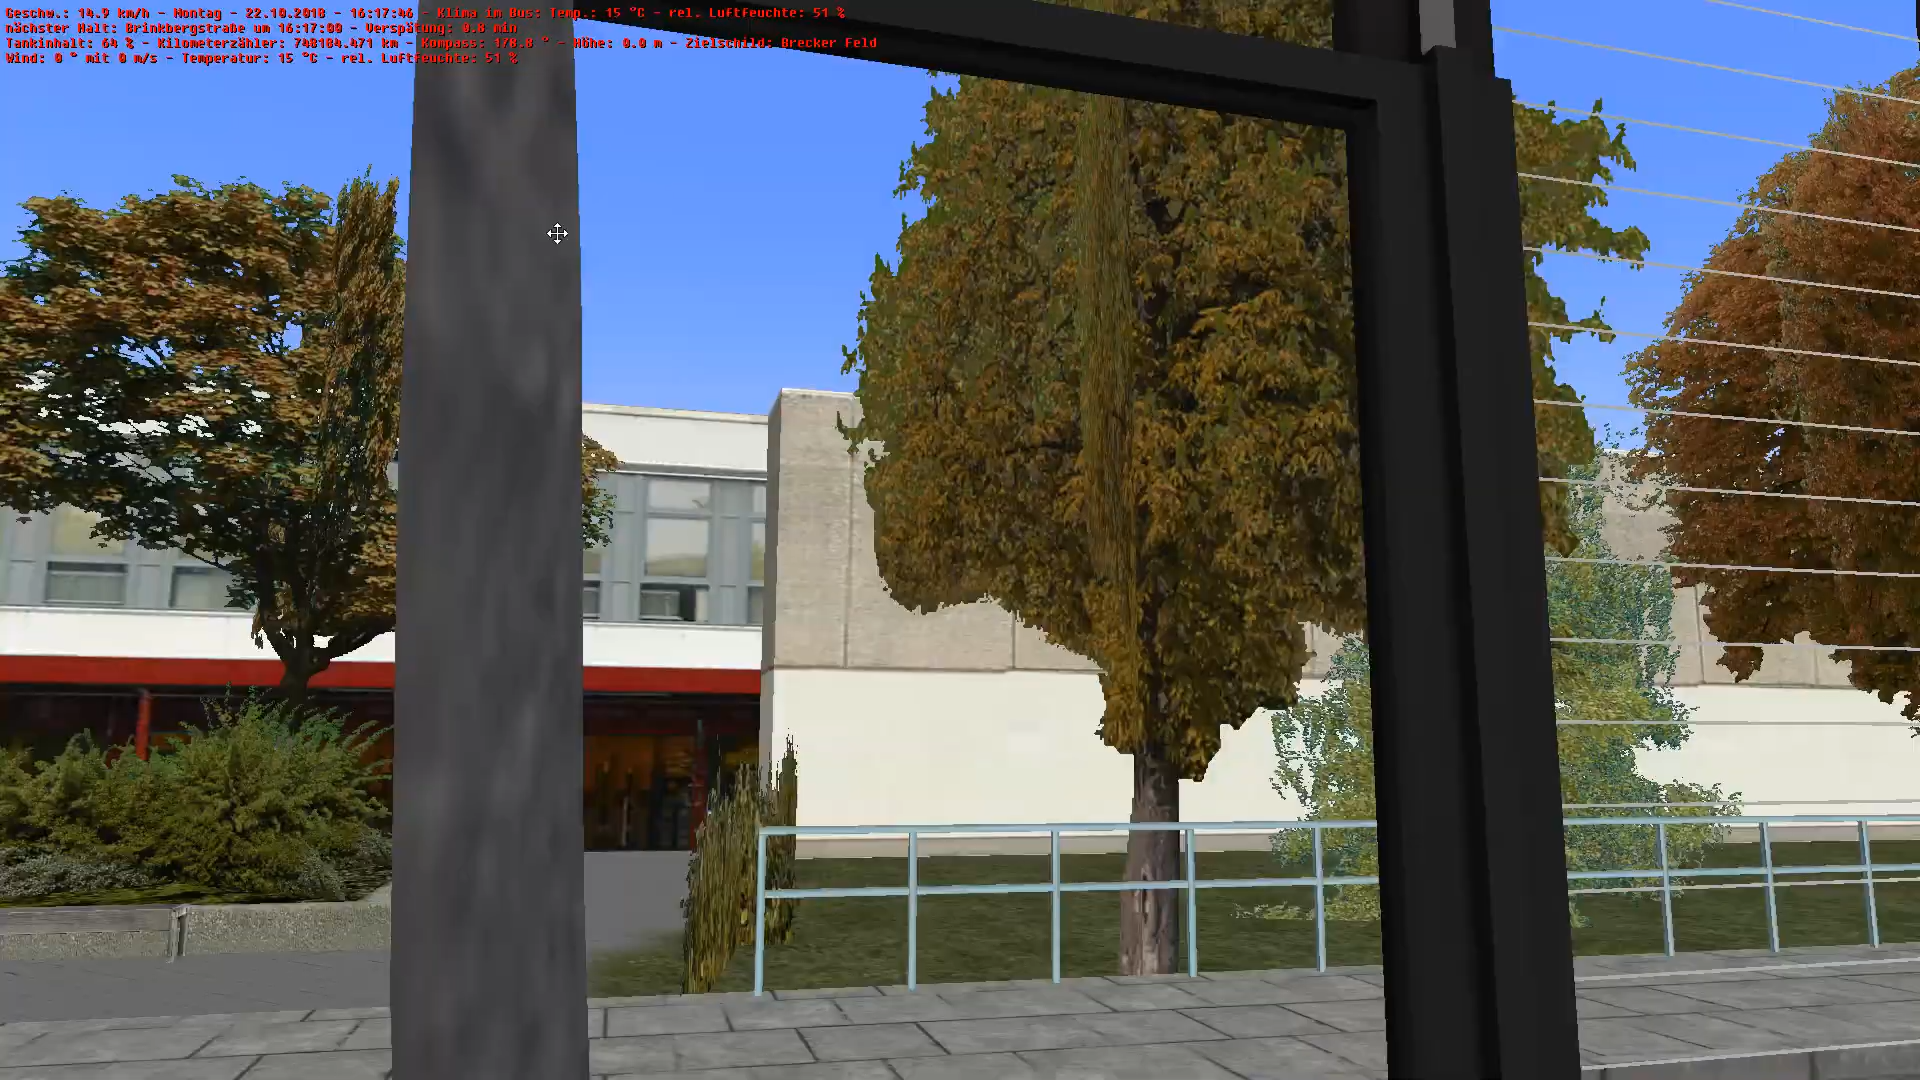 Geschw.: 14.9 km/h - Montag - 22.10.2018 - 16:17:46 - Klima im Bus: Temp.: 15 °C - rel. Luftfeuchte: 51 %
nächster Halt: Brinkbergstraße um 16:17:00 - Verspätung: 0.8 min
Tankinhalt: 64 % - Kilometerzähler: 748184.471 km - Kompass: 178.8 ° - Höhe: 0.0 m - Zielschild: Brecker Feld
Wind: 0 ° mit 0 m/s - Temperatur: 15 °C - rel. Luftfeuchte: 51 %